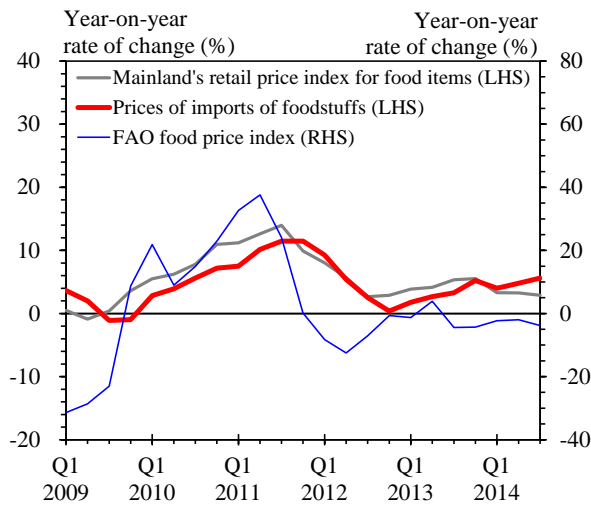 Year-on-year
rate of change (%)
Year-on-year
rate of change (%)
Mainland's retail price index for food items (LHS)
Prices of imports of foodstuffs (LHS)
FAO food price index (RHS)
40
30
20
10
0
-10
-20
80
60
40
20
0
-20
-40
Q1
2009
Q1
2010
Q1
2011
Q1
2012
Q1
2013
Q1
2014